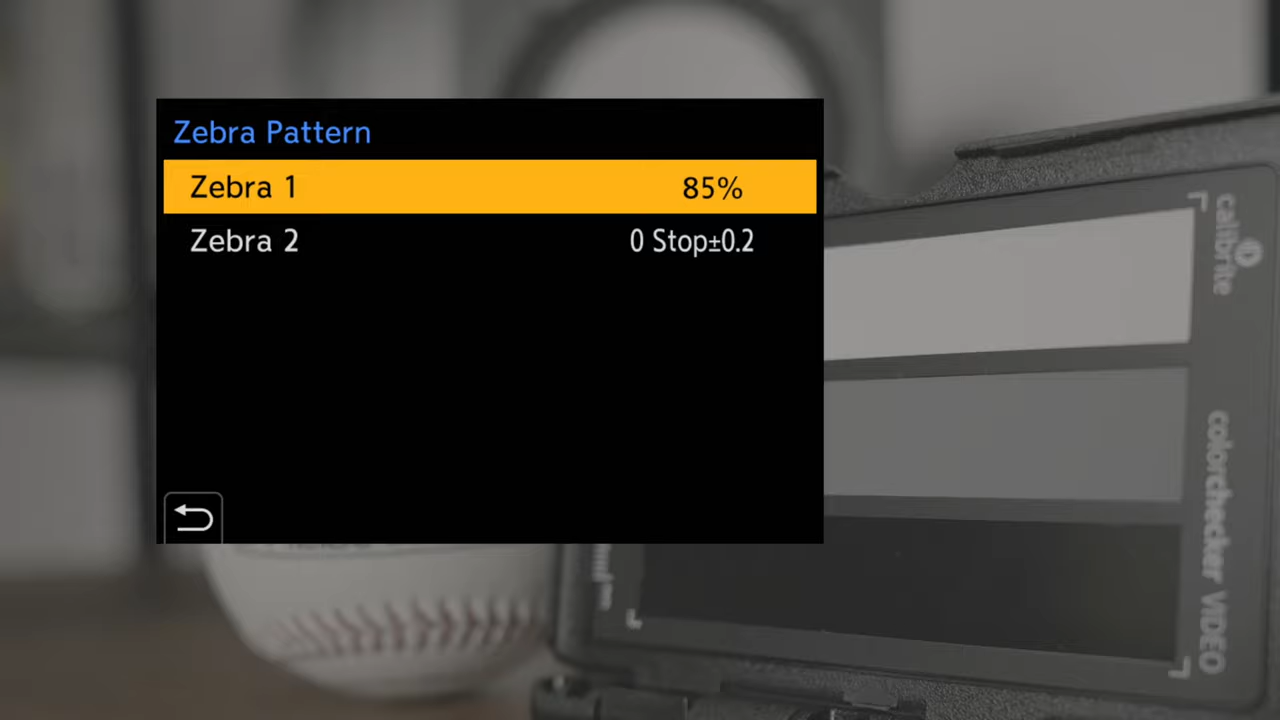 Zebra Pattern
Zebra 1 85%
Zebra 2 0 Stop±0.2
calibrite
colorchecker VIDEO